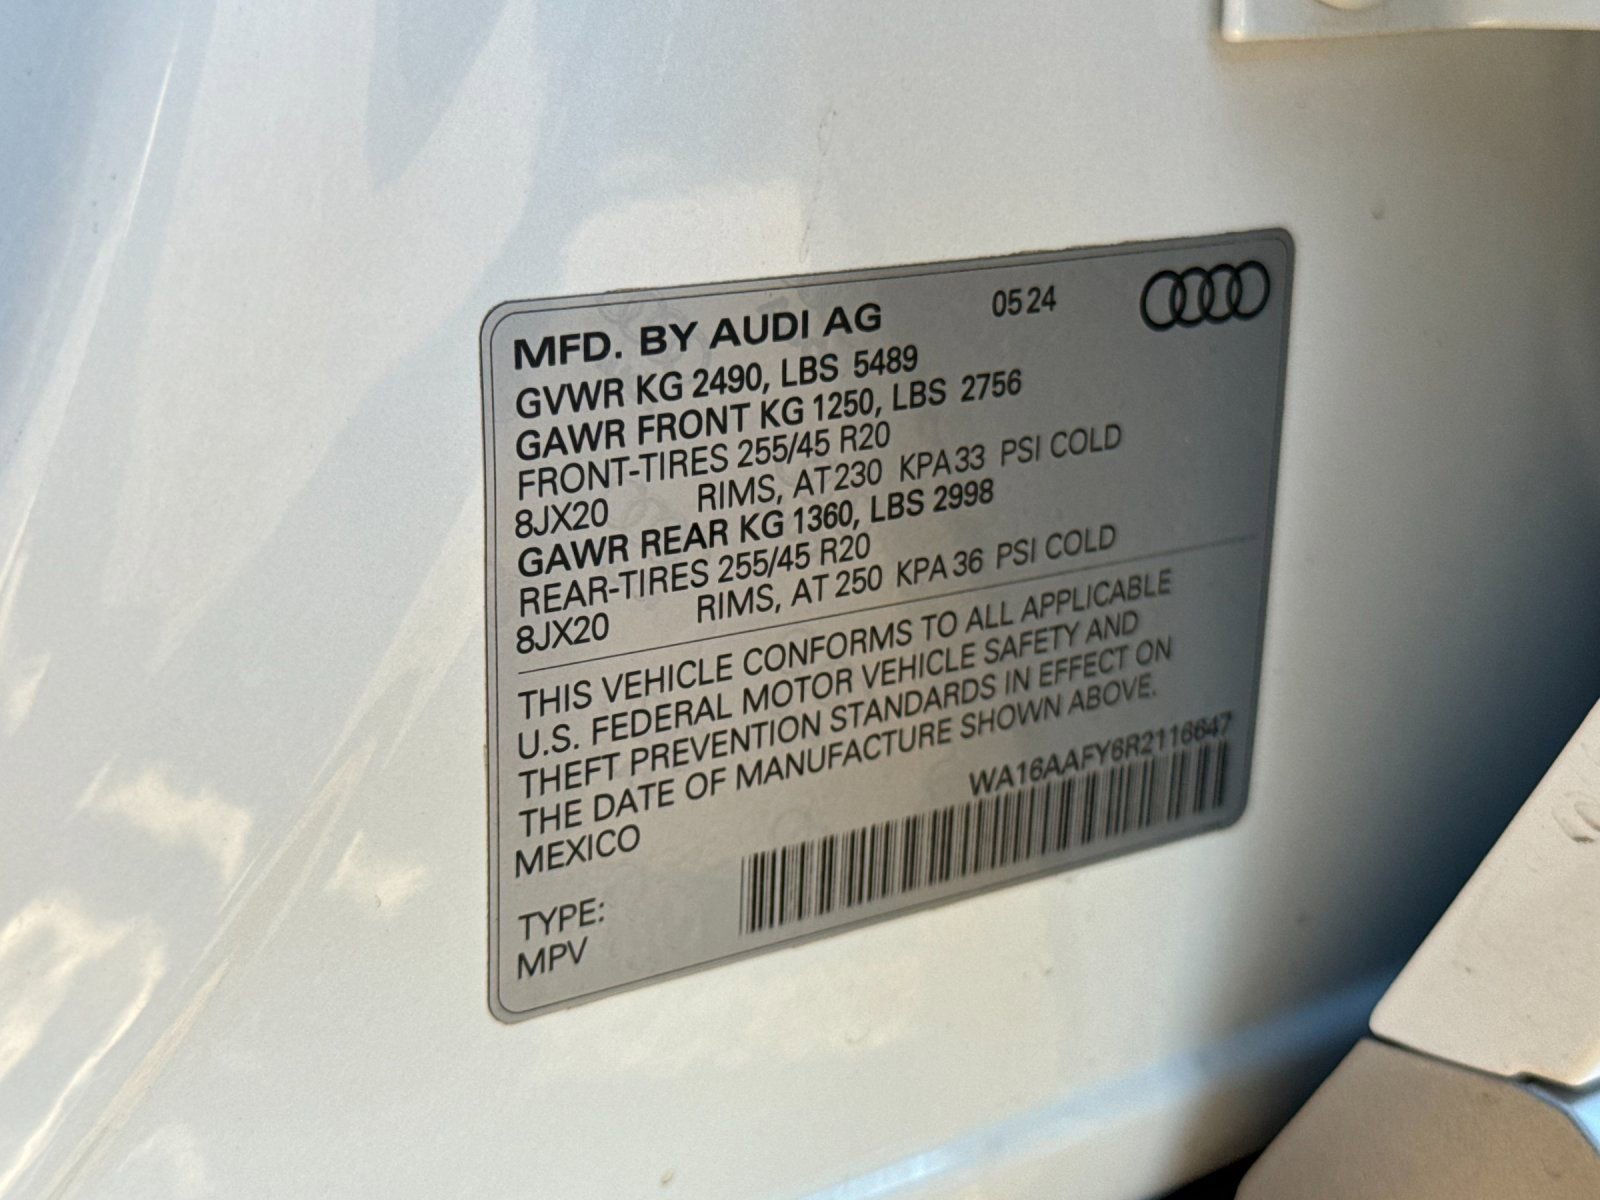 MFD. BY AUDI AG 05 24
GVWR KG 2490, LBS 5489
GAWR FRONT KG 1250, LBS 2756
FRONT-TIRES 255/45 R20
8JX20 RIMS, AT 230 KPA 33 PSI COLD
GAWR REAR KG 1360, LBS 2998
REAR-TIRES 255/45 R20
8JX20 RIMS, AT 250 KPA 36 PSI COLD
THIS VEHICLE CONFORMS TO ALL APPLICABLE
U.S. FEDERAL MOTOR VEHICLE SAFETY AND
THEFT PREVENTION STANDARDS IN EFFECT ON
THE DATE OF MANUFACTURE SHOWN ABOVE.
MEXICO WA16AAFY6R2116647
TYPE:
MPV